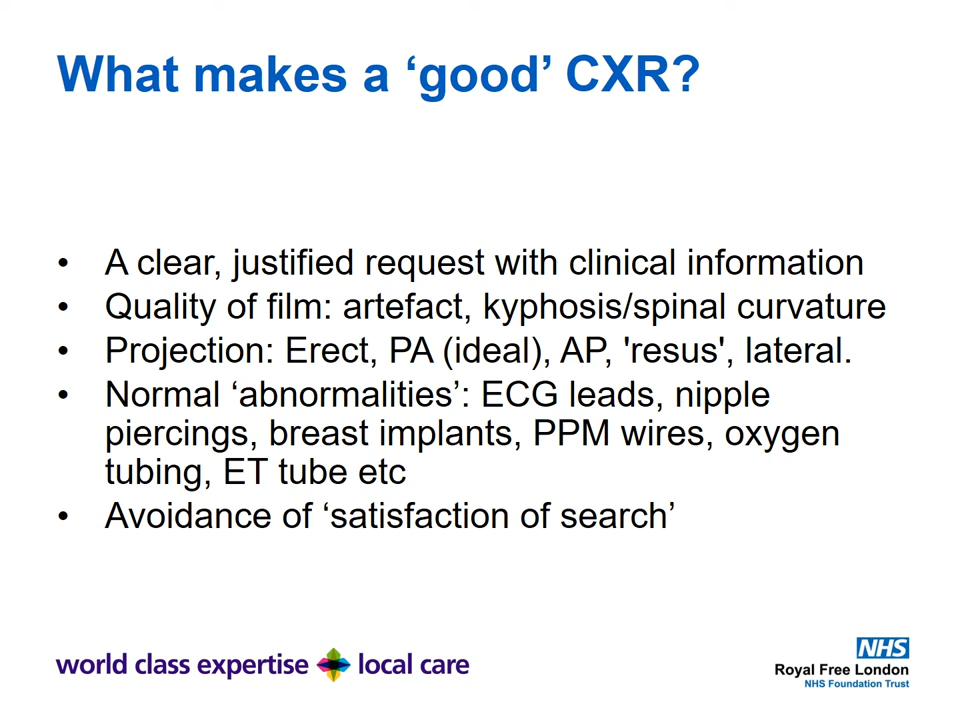 What makes a ‘good’ CXR?
• A clear, justified request with clinical information
• Quality of film: artefact, kyphosis/spinal curvature
• Projection: Erect, PA (ideal), AP, 'resus', lateral.
• Normal ‘abnormalities’: ECG leads, nipple
piercings, breast implants, PPM wires, oxygen
tubing, ET tube etc
• Avoidance of ‘satisfaction of search’
world class expertise local care
NHS
Royal Free London
NHS Foundation Trust